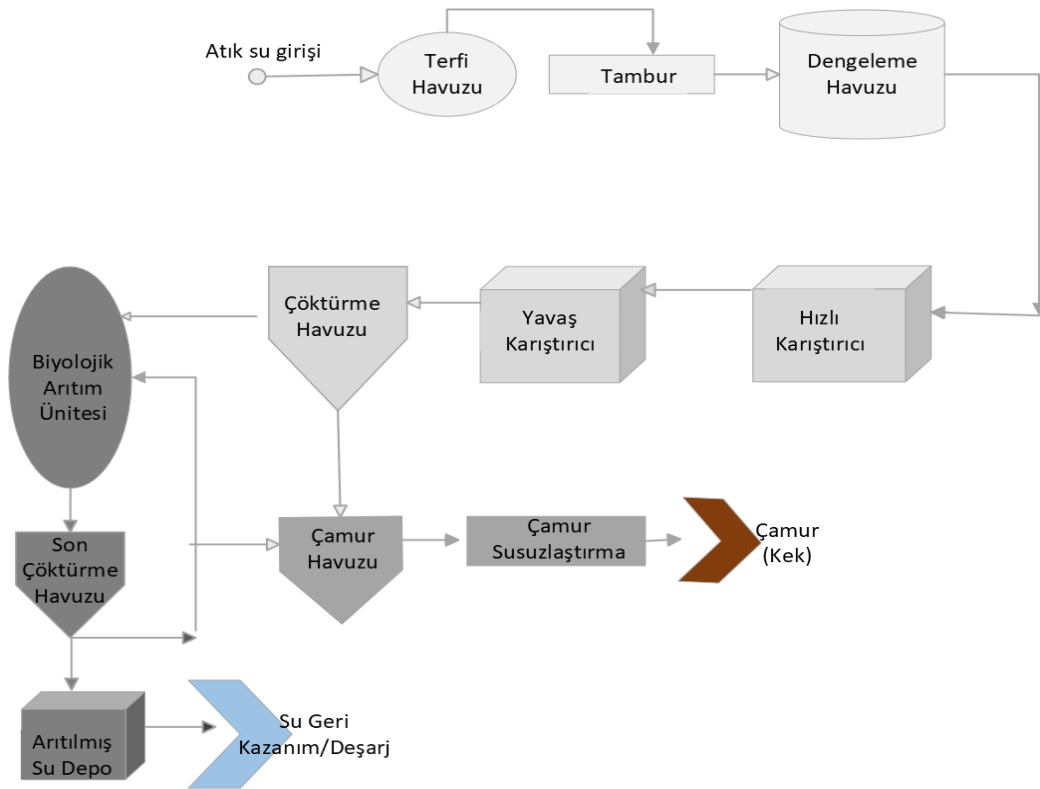 Atık su girişi
Terfi
Havuzu
Tambur
Dengeleme
Havuzu
Hızlı
Karıştırıcı
Yavaş
Karıştırıcı
Çöktürme
Havuzu
Biyolojik
Arıtım
Ünitesi
Son
Çöktürme
Havuzu
Çamur
Havuzu
Çamur
Susuzlaştırma
Çamur
(Kek)
Arıtılmış
Su Depo
Su Geri
Kazanım/Deşarj